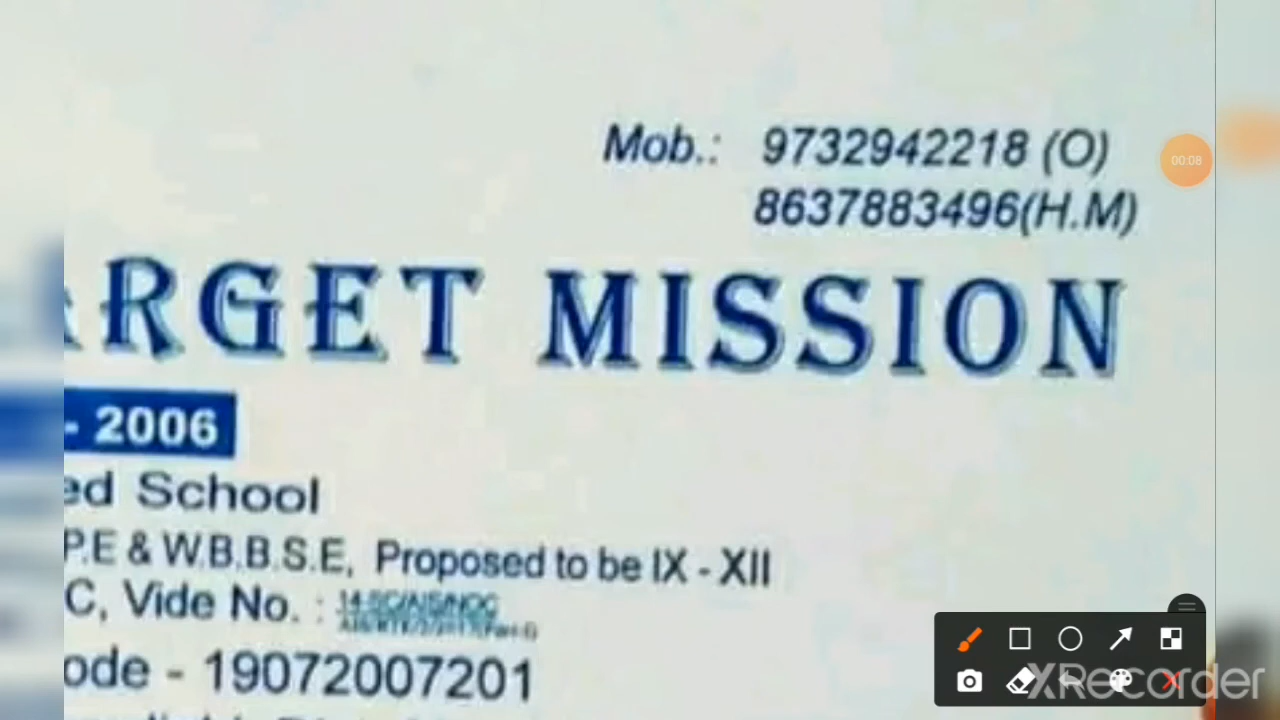 Mob.: 9732942218 (O)
8637883496(H.M)
00:08
ARGET MISSION
- 2006
ed School
P.E & W.B.B.S.E, Proposed to be IX - XII
C, Vide No. :
ode - 19072007201
XRecorder